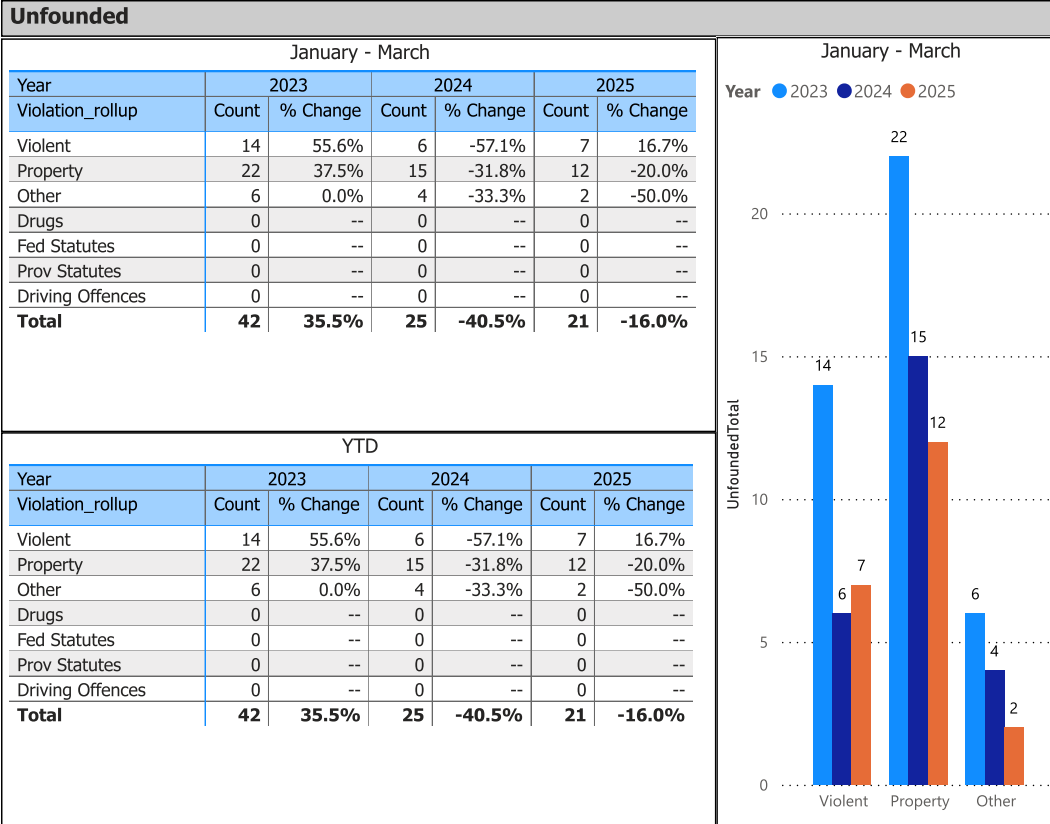 Unfounded
January - March
Year 2023 2024 2025
Violation_rollup Count % Change Count % Change Count % Change
Violent 14 55.6% 6 -57.1% 7 16.7%
Property 22 37.5% 15 -31.8% 12 -20.0%
Other 6 0.0% 4 -33.3% 2 -50.0%
Drugs 0 -- 0 -- 0 --
Fed Statutes 0 -- 0 -- 0 --
Prov Statutes 0 -- 0 -- 0 --
Driving Offences 0 -- 0 -- 0 --
Total 42 35.5% 25 -40.5% 21 -16.0%
YTD
Year 2023 2024 2025
Violation_rollup Count % Change Count % Change Count % Change
Violent 14 55.6% 6 -57.1% 7 16.7%
Property 22 37.5% 15 -31.8% 12 -20.0%
Other 6 0.0% 4 -33.3% 2 -50.0%
Drugs 0 -- 0 -- 0 --
Fed Statutes 0 -- 0 -- 0 --
Prov Statutes 0 -- 0 -- 0 --
Driving Offences 0 -- 0 -- 0 --
Total 42 35.5% 25 -40.5% 21 -16.0%
January - March
Year 2023 2024 2025
UnfoundedTotal
20
15
10
5
0
14
6
7
22
15
12
6
4
2
Violent Property Other